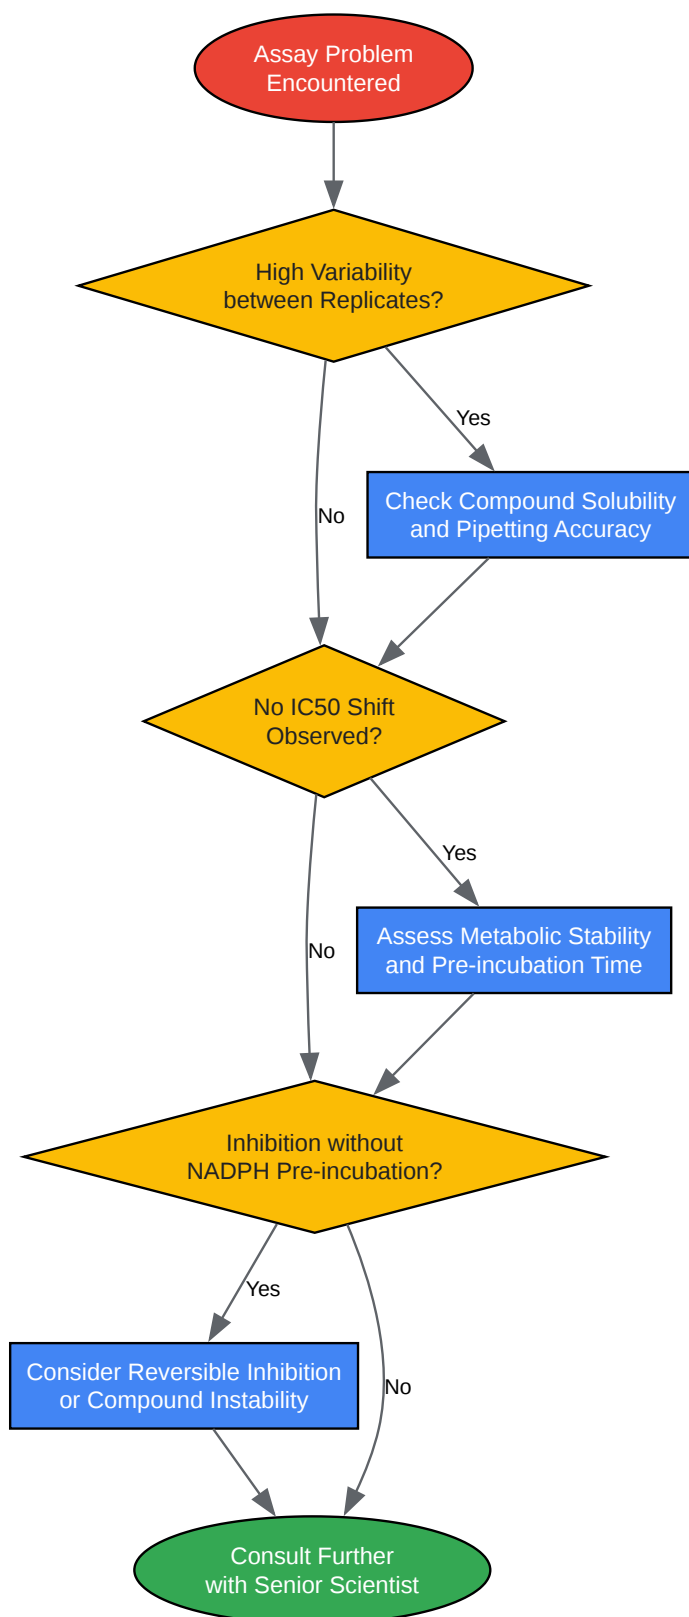 Assay Problem
Encountered
High Variability
between Replicates?
Yes
No
Check Compound Solubility
and Pipetting Accuracy
No IC50 Shift
Observed?
Yes
No
Assess Metabolic Stability
and Pre-incubation Time
Inhibition without
NADPH Pre-incubation?
Yes
No
Consider Reversible Inhibition
or Compound Instability
Consult Further
with Senior Scientist